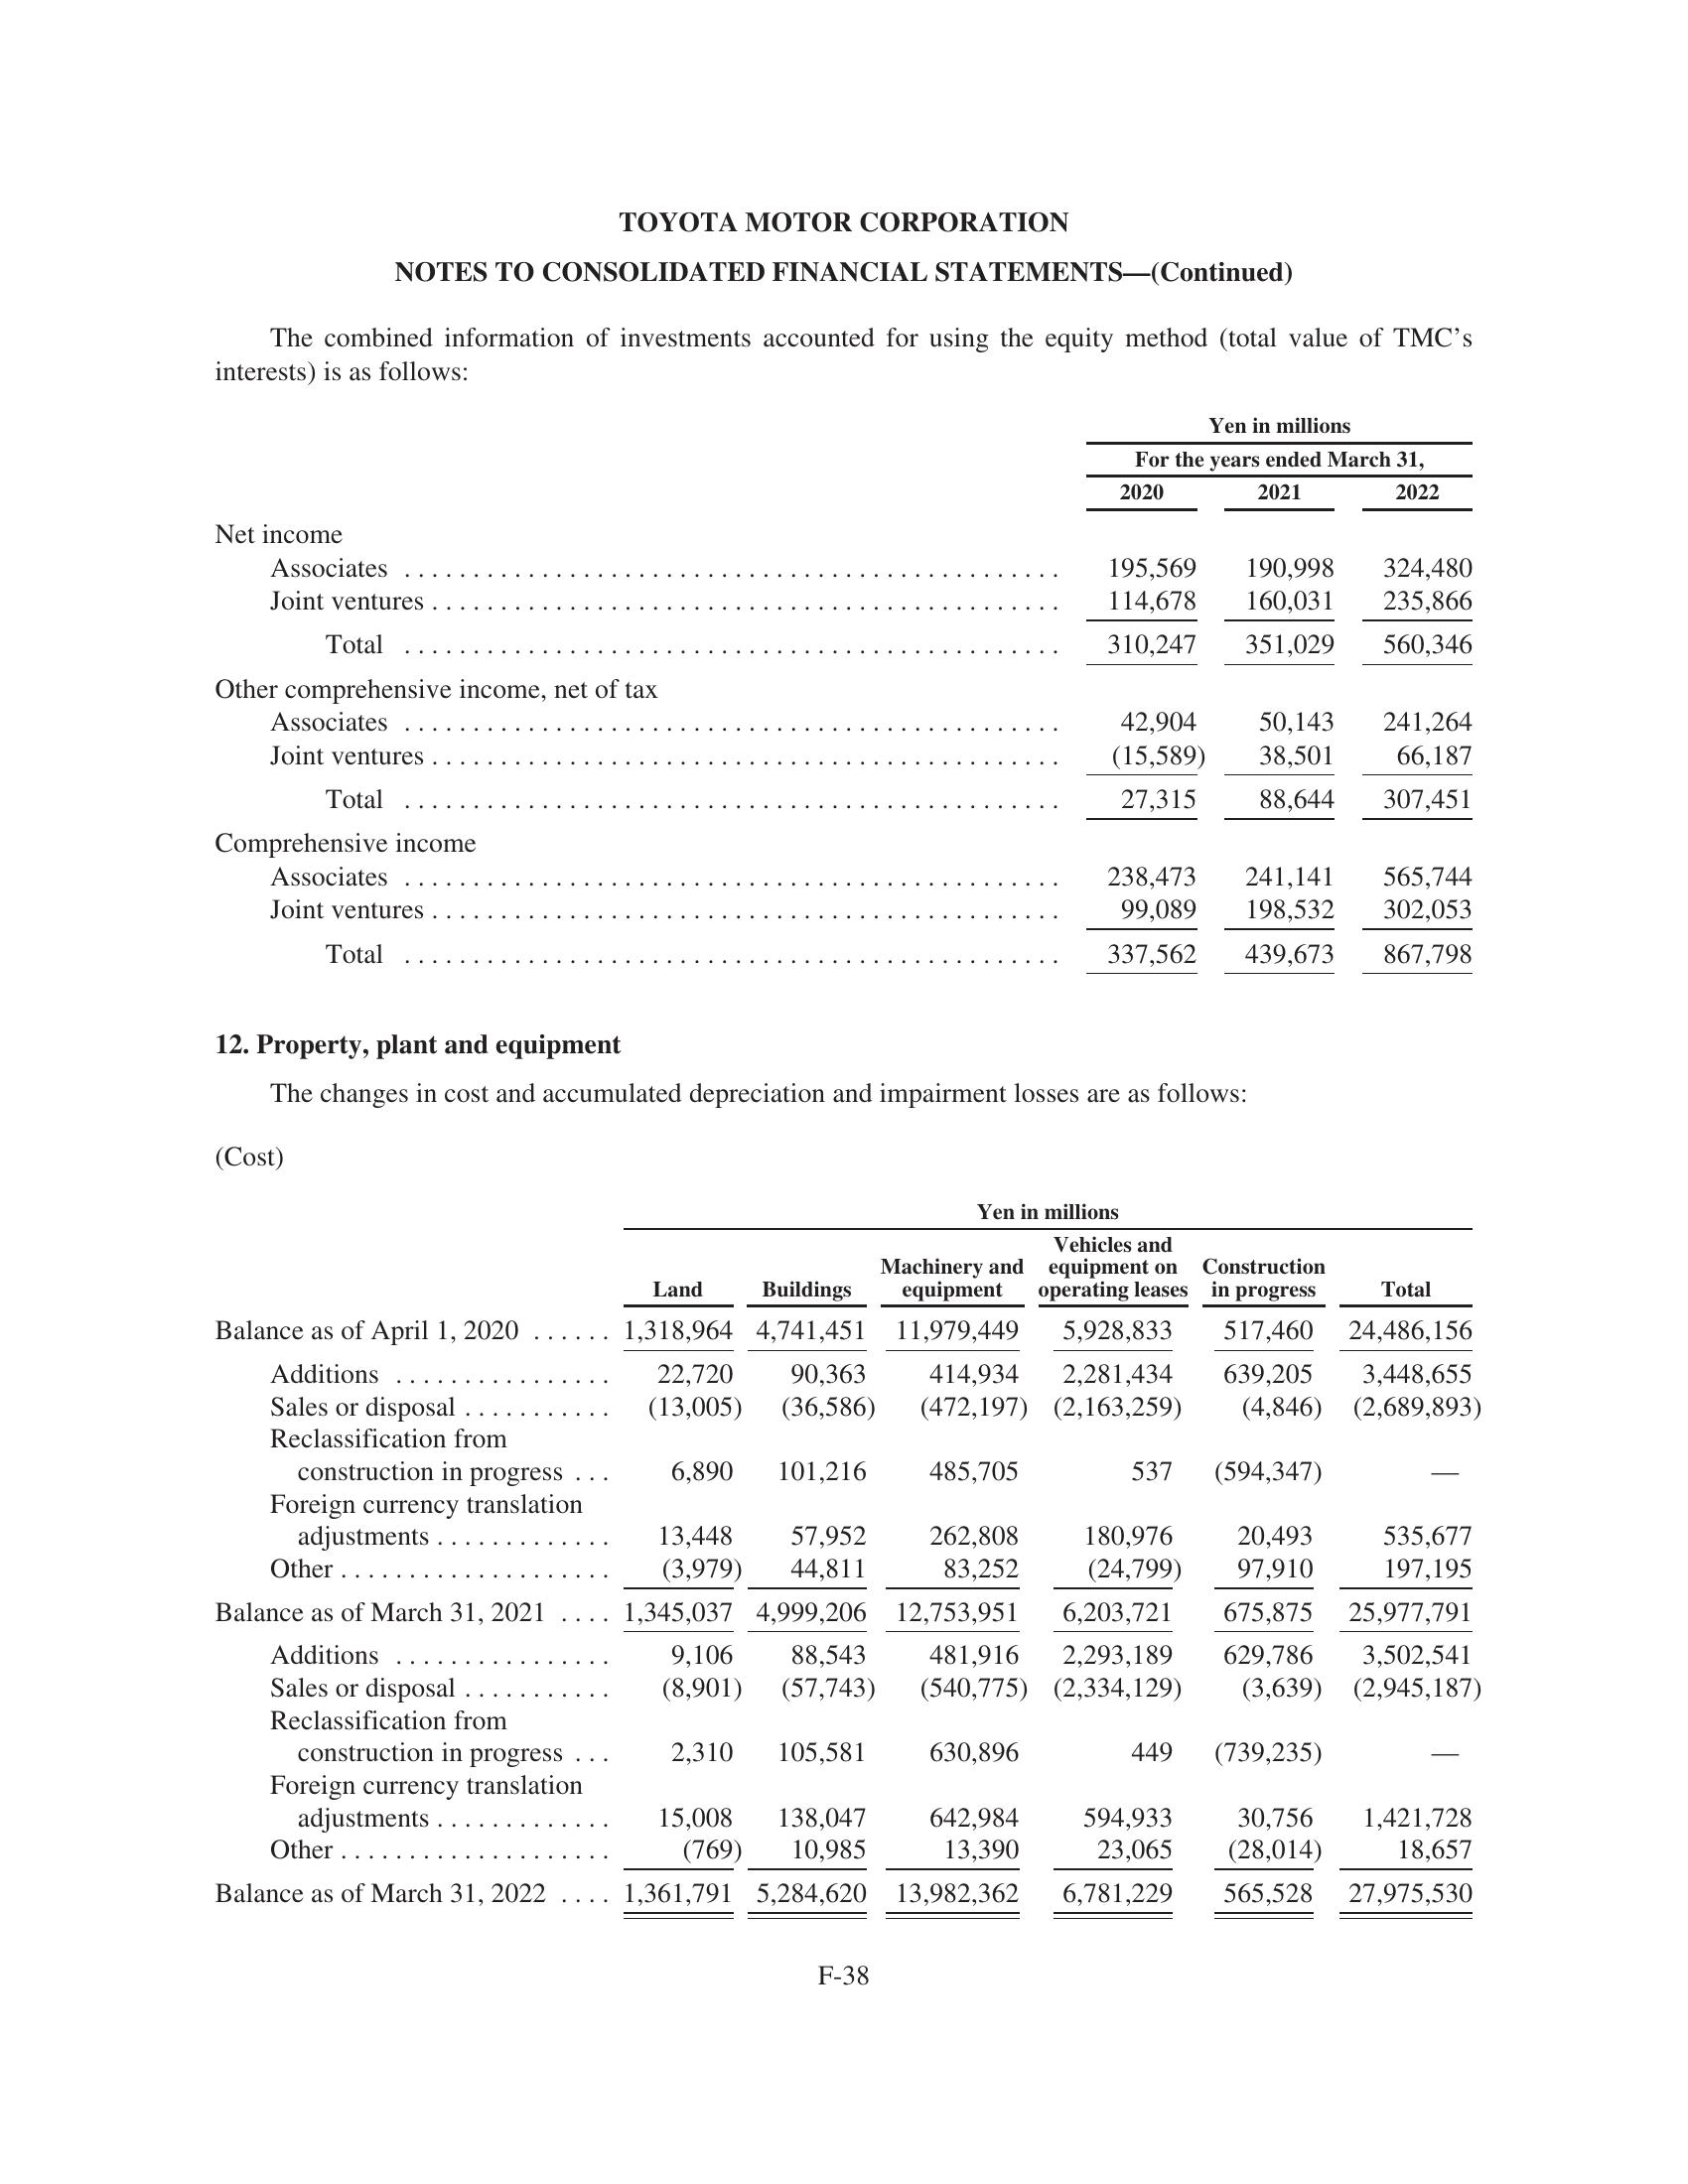 TOYOTA MOTOR CORPORATION
NOTES TO CONSOLIDATED FINANCIAL STATEMENTS—(Continued)
The combined information of investments accounted for using the equity method (total value of TMC's
interests) is as follows:
Yen in millions
For the years ended March 31,
2020 2021 2022
Net income
Associates 195,569 190,998 324,480
Joint ventures 114,678 160,031 235,866
Total 310,247 351,029 560,346
Other comprehensive income, net of tax
Associates 42,904 50,143 241,264
Joint ventures (15,589) 38,501 66,187
Total 27,315 88,644 307,451
Comprehensive income
Associates 238,473 241,141 565,744
Joint ventures 99,089 198,532 302,053
Total 337,562 439,673 867,798
12. Property, plant and equipment
The changes in cost and accumulated depreciation and impairment losses are as follows:
(Cost)
Yen in millions
Vehicles and
Machinery and equipment on Construction
Land Buildings equipment operating leases in progress Total
Balance as of April 1, 2020 ...... 1,318,964 4,741,451 11,979,449 5,928,833 517,460 24,486,156
Additions ................ 22,720 90,363 414,934 2,281,434 639,205 3,448,655
Sales or disposal ........... (13,005) (36,586) (472,197) (2,163,259) (4,846) (2,689,893)
Reclassification from
construction in progress ... 6,890 101,216 485,705 537 (594,347) —
Foreign currency translation
adjustments ............. 13,448 57,952 262,808 180,976 20,493 535,677
Other .................... (3,979) 44,811 83,252 (24,799) 97,910 197,195
Balance as of March 31, 2021 .... 1,345,037 4,999,206 12,753,951 6,203,721 675,875 25,977,791
Additions ................ 9,106 88,543 481,916 2,293,189 629,786 3,502,541
Sales or disposal ........... (8,901) (57,743) (540,775) (2,334,129) (3,639) (2,945,187)
Reclassification from
construction in progress ... 2,310 105,581 630,896 449 (739,235) —
Foreign currency translation
adjustments ............. 15,008 138,047 642,984 594,933 30,756 1,421,728
Other .................... (769) 10,985 13,390 23,065 (28,014) 18,657
Balance as of March 31, 2022 .... 1,361,791 5,284,620 13,982,362 6,781,229 565,528 27,975,530
F-38